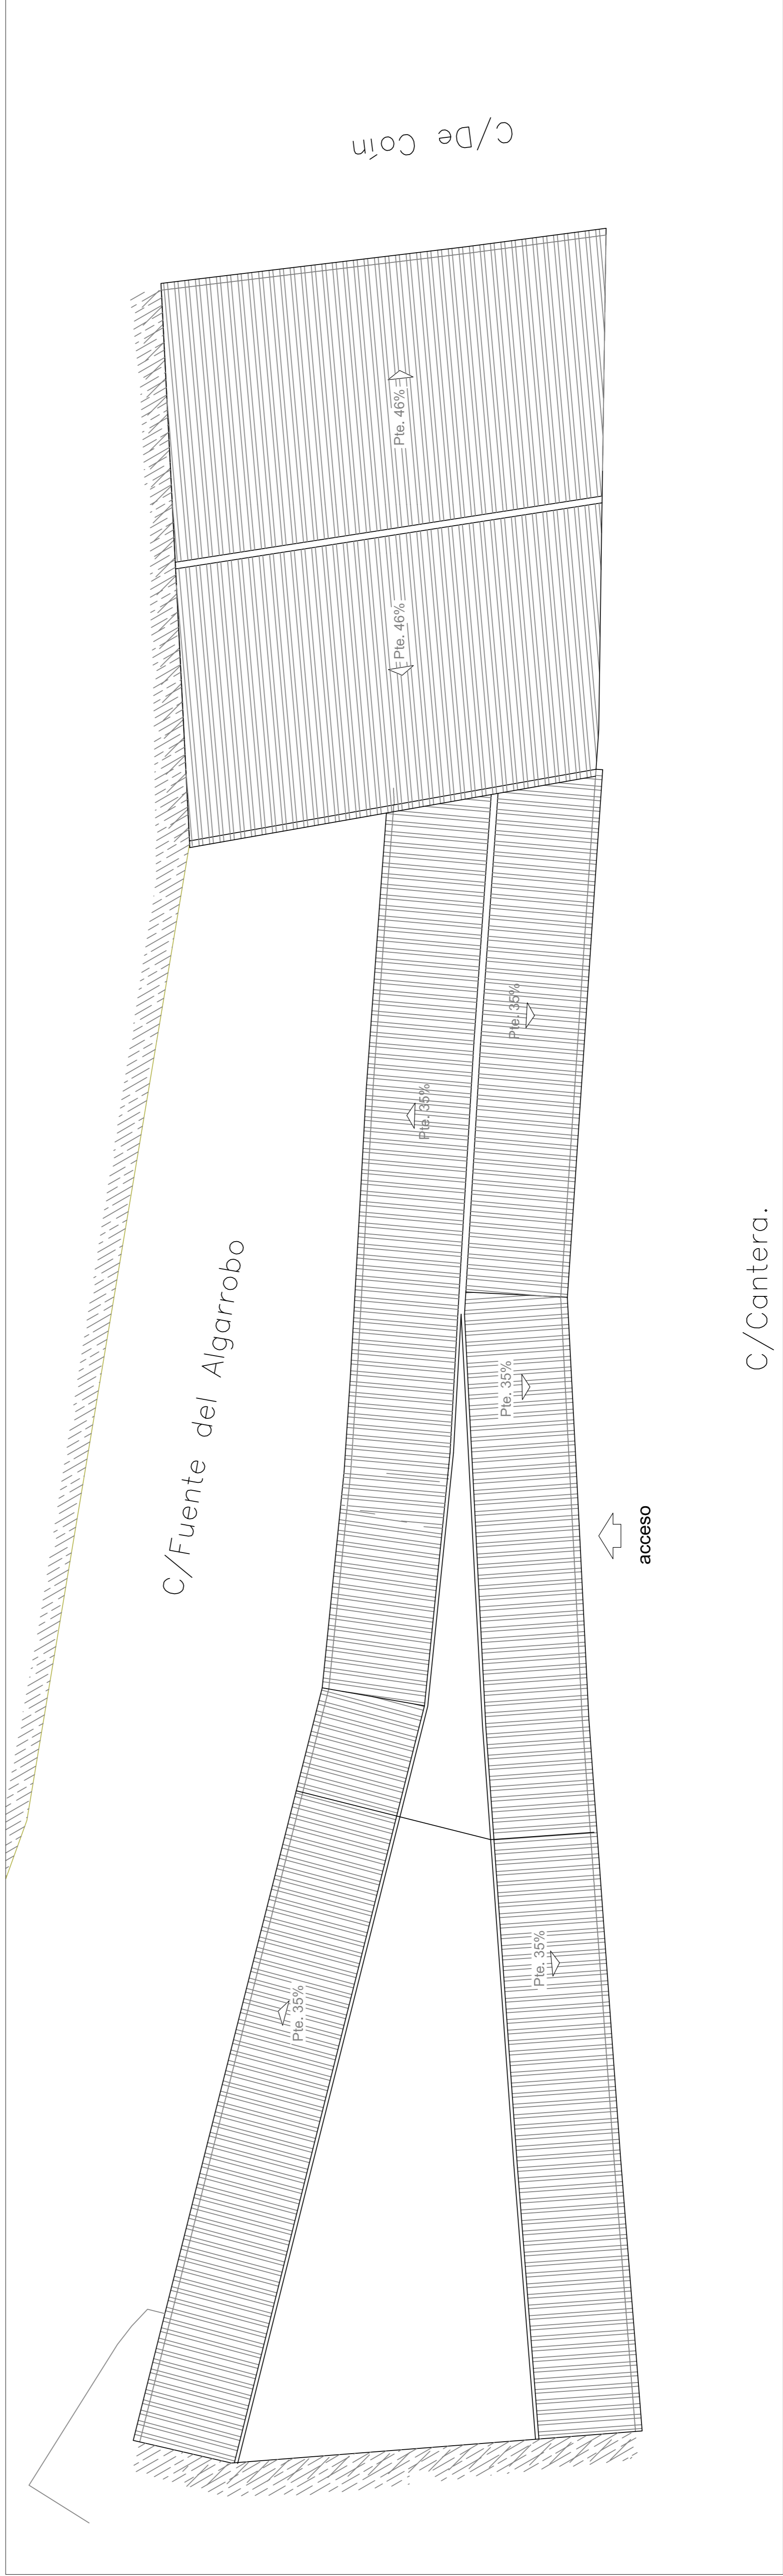 C/De Coín
Pte. 46%
Pte. 46%
Pte. 35%
Pte. 35%
C/Fuente del Algarrobo
C/Cantera.
Pte. 35%
acceso
Pte. 35%
Pte. 35%